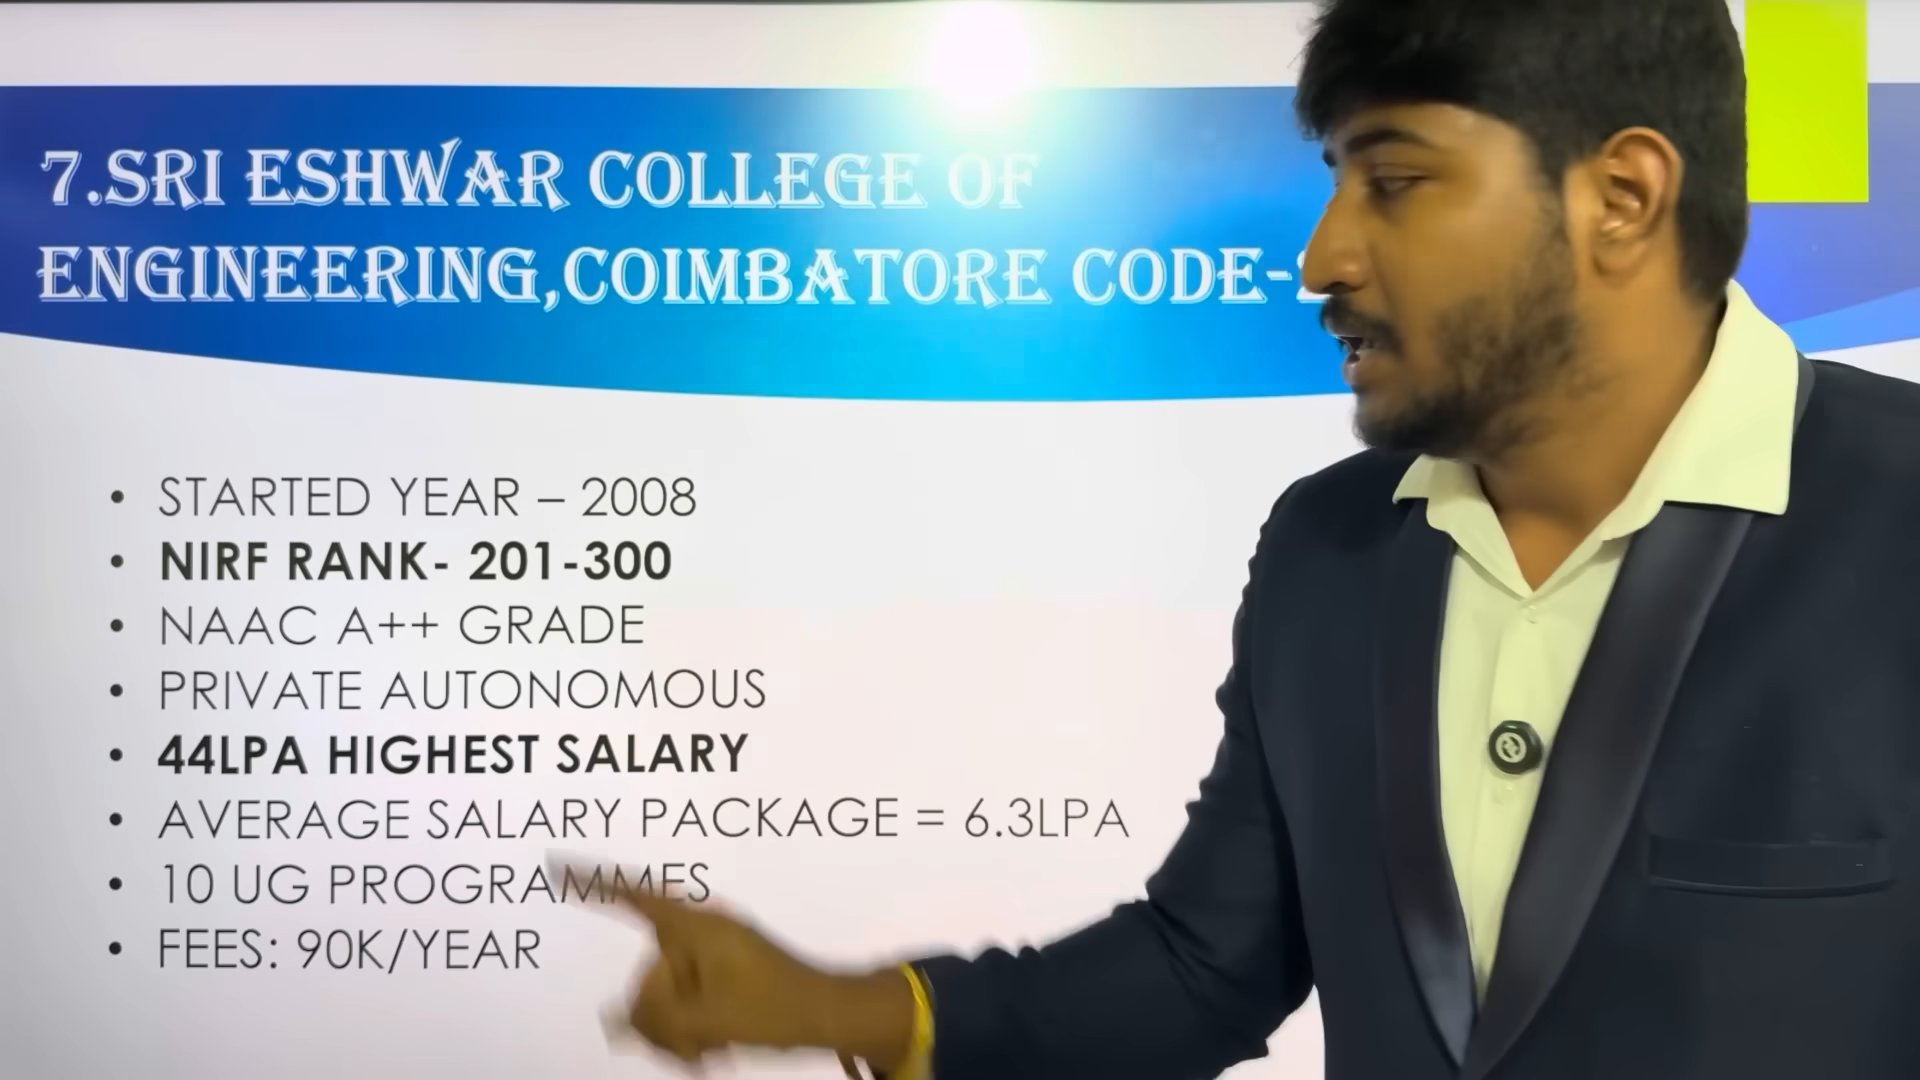 7.SRI ESHWAR COLLEGE OF
ENGINEERING,COIMBATORE CODE-
• STARTED YEAR – 2008
• NIRF RANK- 201-300
• NAAC A++ GRADE
• PRIVATE AUTONOMOUS
• 44LPA HIGHEST SALARY
• AVERAGE SALARY PACKAGE = 6.3LPA
• 10 UG PROGRAMMES
• FEES: 90K/YEAR